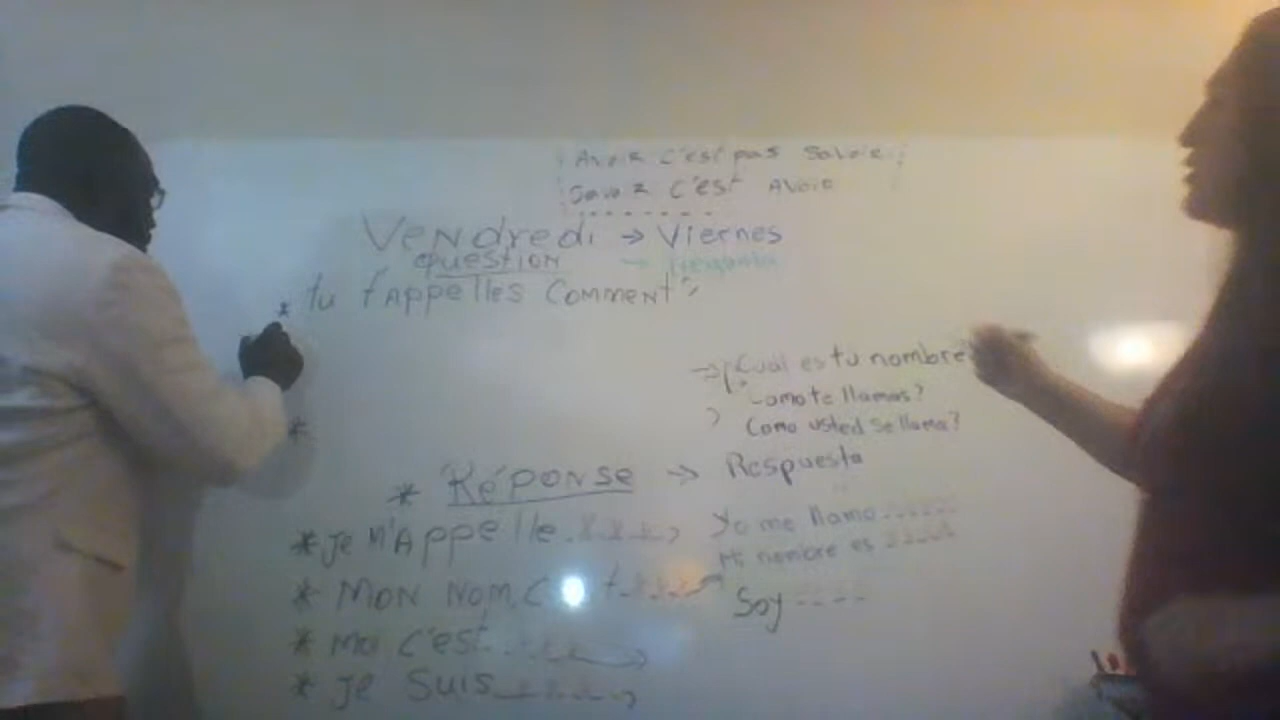 Avoir c'est pas Savoir
Savoir c'est Avoir
Vendredi → Viernes
question → Pregunta
* tu t'Appelles Comment?
→ ¿Cual es tu nombre
Como te llamas?
Como usted se llama?
*
* Réponse → Respuesta
* Je M'Appelle Yo me llamo
* MON NOM C t Mi nombre es
Soy
* Moi C'est
* Je Suis